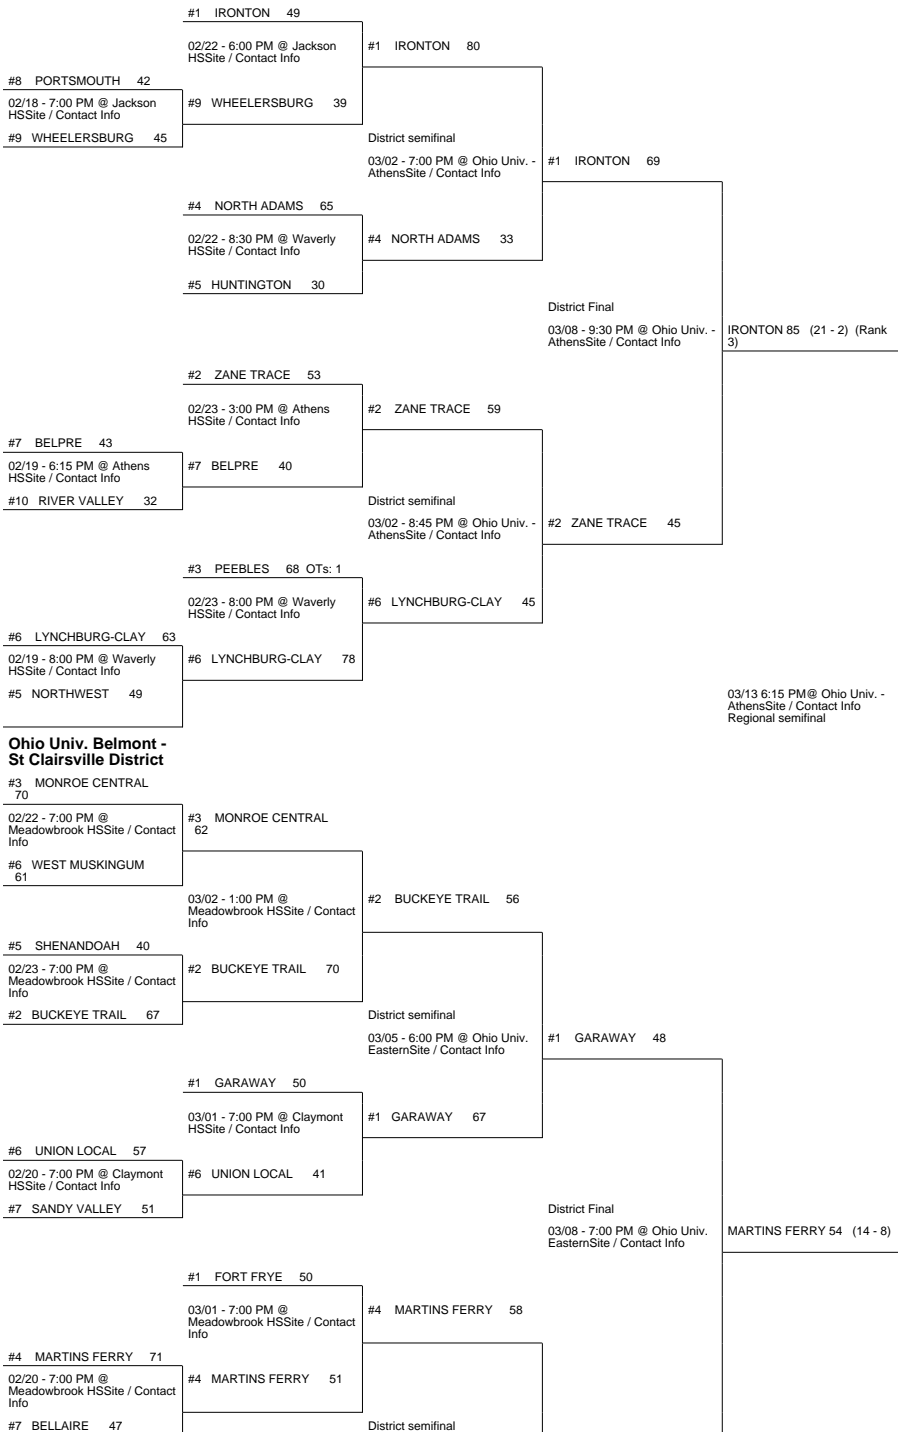 #1 IRONTON 49
02/22 - 6:00 PM @ Jackson
HSSite / Contact Info
#1 IRONTON 80
#8 PORTSMOUTH 42
02/18 - 7:00 PM @ Jackson
HSSite / Contact Info
#9 WHEELERSBURG 39
#9 WHEELERSBURG 45
District semifinal
03/02 - 7:00 PM @ Ohio Univ. -
AthensSite / Contact Info
#1 IRONTON 69
#4 NORTH ADAMS 65
02/22 - 8:30 PM @ Waverly
HSSite / Contact Info
#4 NORTH ADAMS 33
#5 HUNTINGTON 30
District Final
03/08 - 9:30 PM @ Ohio Univ. -
AthensSite / Contact Info
IRONTON 85 (21 - 2) (Rank
3)
#2 ZANE TRACE 53
02/23 - 3:00 PM @ Athens
HSSite / Contact Info
#2 ZANE TRACE 59
#7 BELPRE 43
02/19 - 6:15 PM @ Athens
HSSite / Contact Info
#7 BELPRE 40
#10 RIVER VALLEY 32
District semifinal
03/02 - 8:45 PM @ Ohio Univ. -
AthensSite / Contact Info
#2 ZANE TRACE 45
#3 PEEBLES 68 OTs: 1
02/23 - 8:00 PM @ Waverly
HSSite / Contact Info
#6 LYNCHBURG-CLAY 45
#6 LYNCHBURG-CLAY 63
02/19 - 8:00 PM @ Waverly
HSSite / Contact Info
#6 LYNCHBURG-CLAY 78
#5 NORTHWEST 49
03/13 6:15 PM@ Ohio Univ. -
AthensSite / Contact Info
Regional semifinal
Ohio Univ. Belmont -
St Clairsville District
#3 MONROE CENTRAL
70
02/22 - 7:00 PM @
Meadowbrook HSSite / Contact
Info
#3 MONROE CENTRAL
62
#6 WEST MUSKINGUM
61
03/02 - 1:00 PM @
Meadowbrook HSSite / Contact
Info
#2 BUCKEYE TRAIL 56
#5 SHENANDOAH 40
02/23 - 7:00 PM @
Meadowbrook HSSite / Contact
Info
#2 BUCKEYE TRAIL 70
#2 BUCKEYE TRAIL 67
District semifinal
03/05 - 6:00 PM @ Ohio Univ.
EasternSite / Contact Info
#1 GARAWAY 48
#1 GARAWAY 50
03/01 - 7:00 PM @ Claymont
HSSite / Contact Info
#1 GARAWAY 67
#6 UNION LOCAL 57
02/20 - 7:00 PM @ Claymont
HSSite / Contact Info
#6 UNION LOCAL 41
#7 SANDY VALLEY 51
District Final
03/08 - 7:00 PM @ Ohio Univ.
EasternSite / Contact Info
MARTINS FERRY 54 (14 - 8)
#1 FORT FRYE 50
03/01 - 7:00 PM @
Meadowbrook HSSite / Contact
Info
#4 MARTINS FERRY 58
#4 MARTINS FERRY 71
02/20 - 7:00 PM @
Meadowbrook HSSite / Contact
Info
#4 MARTINS FERRY 51
#7 BELLAIRE 47
District semifinal